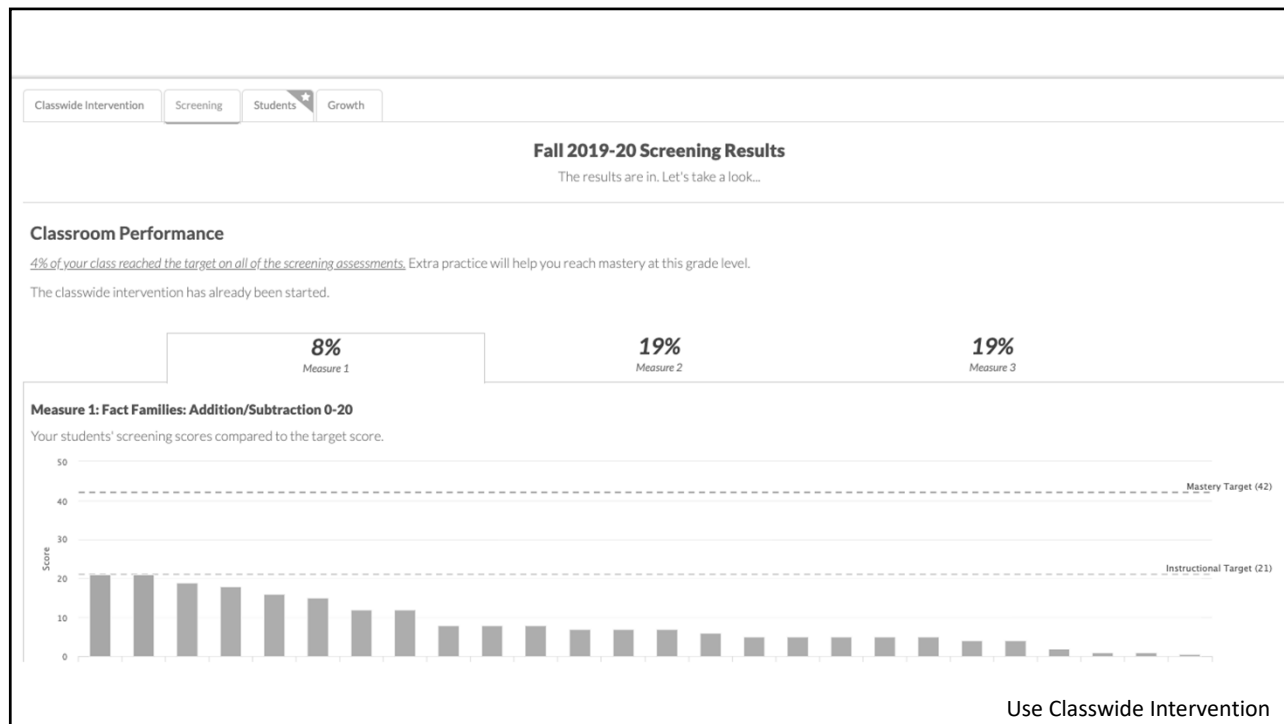 Classwide Intervention
Screening
Students
Growth
Fall 2019-20 Screening Results
The results are in. Let's take a look...
Classroom Performance
4% of your class reached the target on all of the screening assessments. Extra practice will help you reach mastery at this grade level.
The classwide intervention has already been started.
8%
Measure 1
19%
Measure 2
19%
Measure 3
Measure 1: Fact Families: Addition/Subtraction 0-20
Your students' screening scores compared to the target score.
50
40
30
20
10
0
Score
Mastery Target (42)
Instructional Target (21)
Use Classwide Intervention